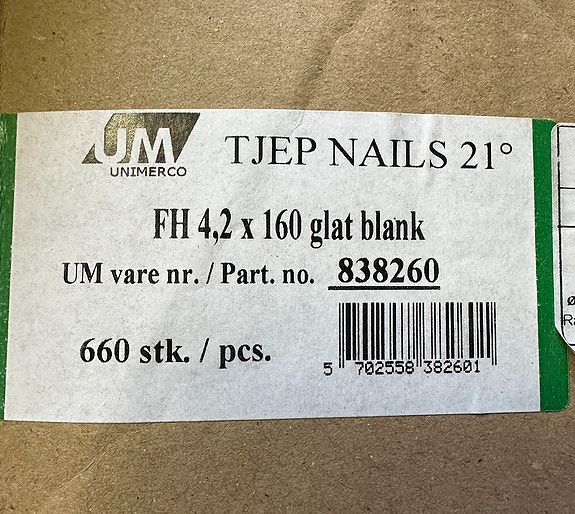 UM
UNIMERCO
TJEP NAILS 21°
FH 4,2 x 160 glat blank
UM vare nr. / Part. no. 838260
660 stk. / pcs.
5 702558 382601
ø
Ra